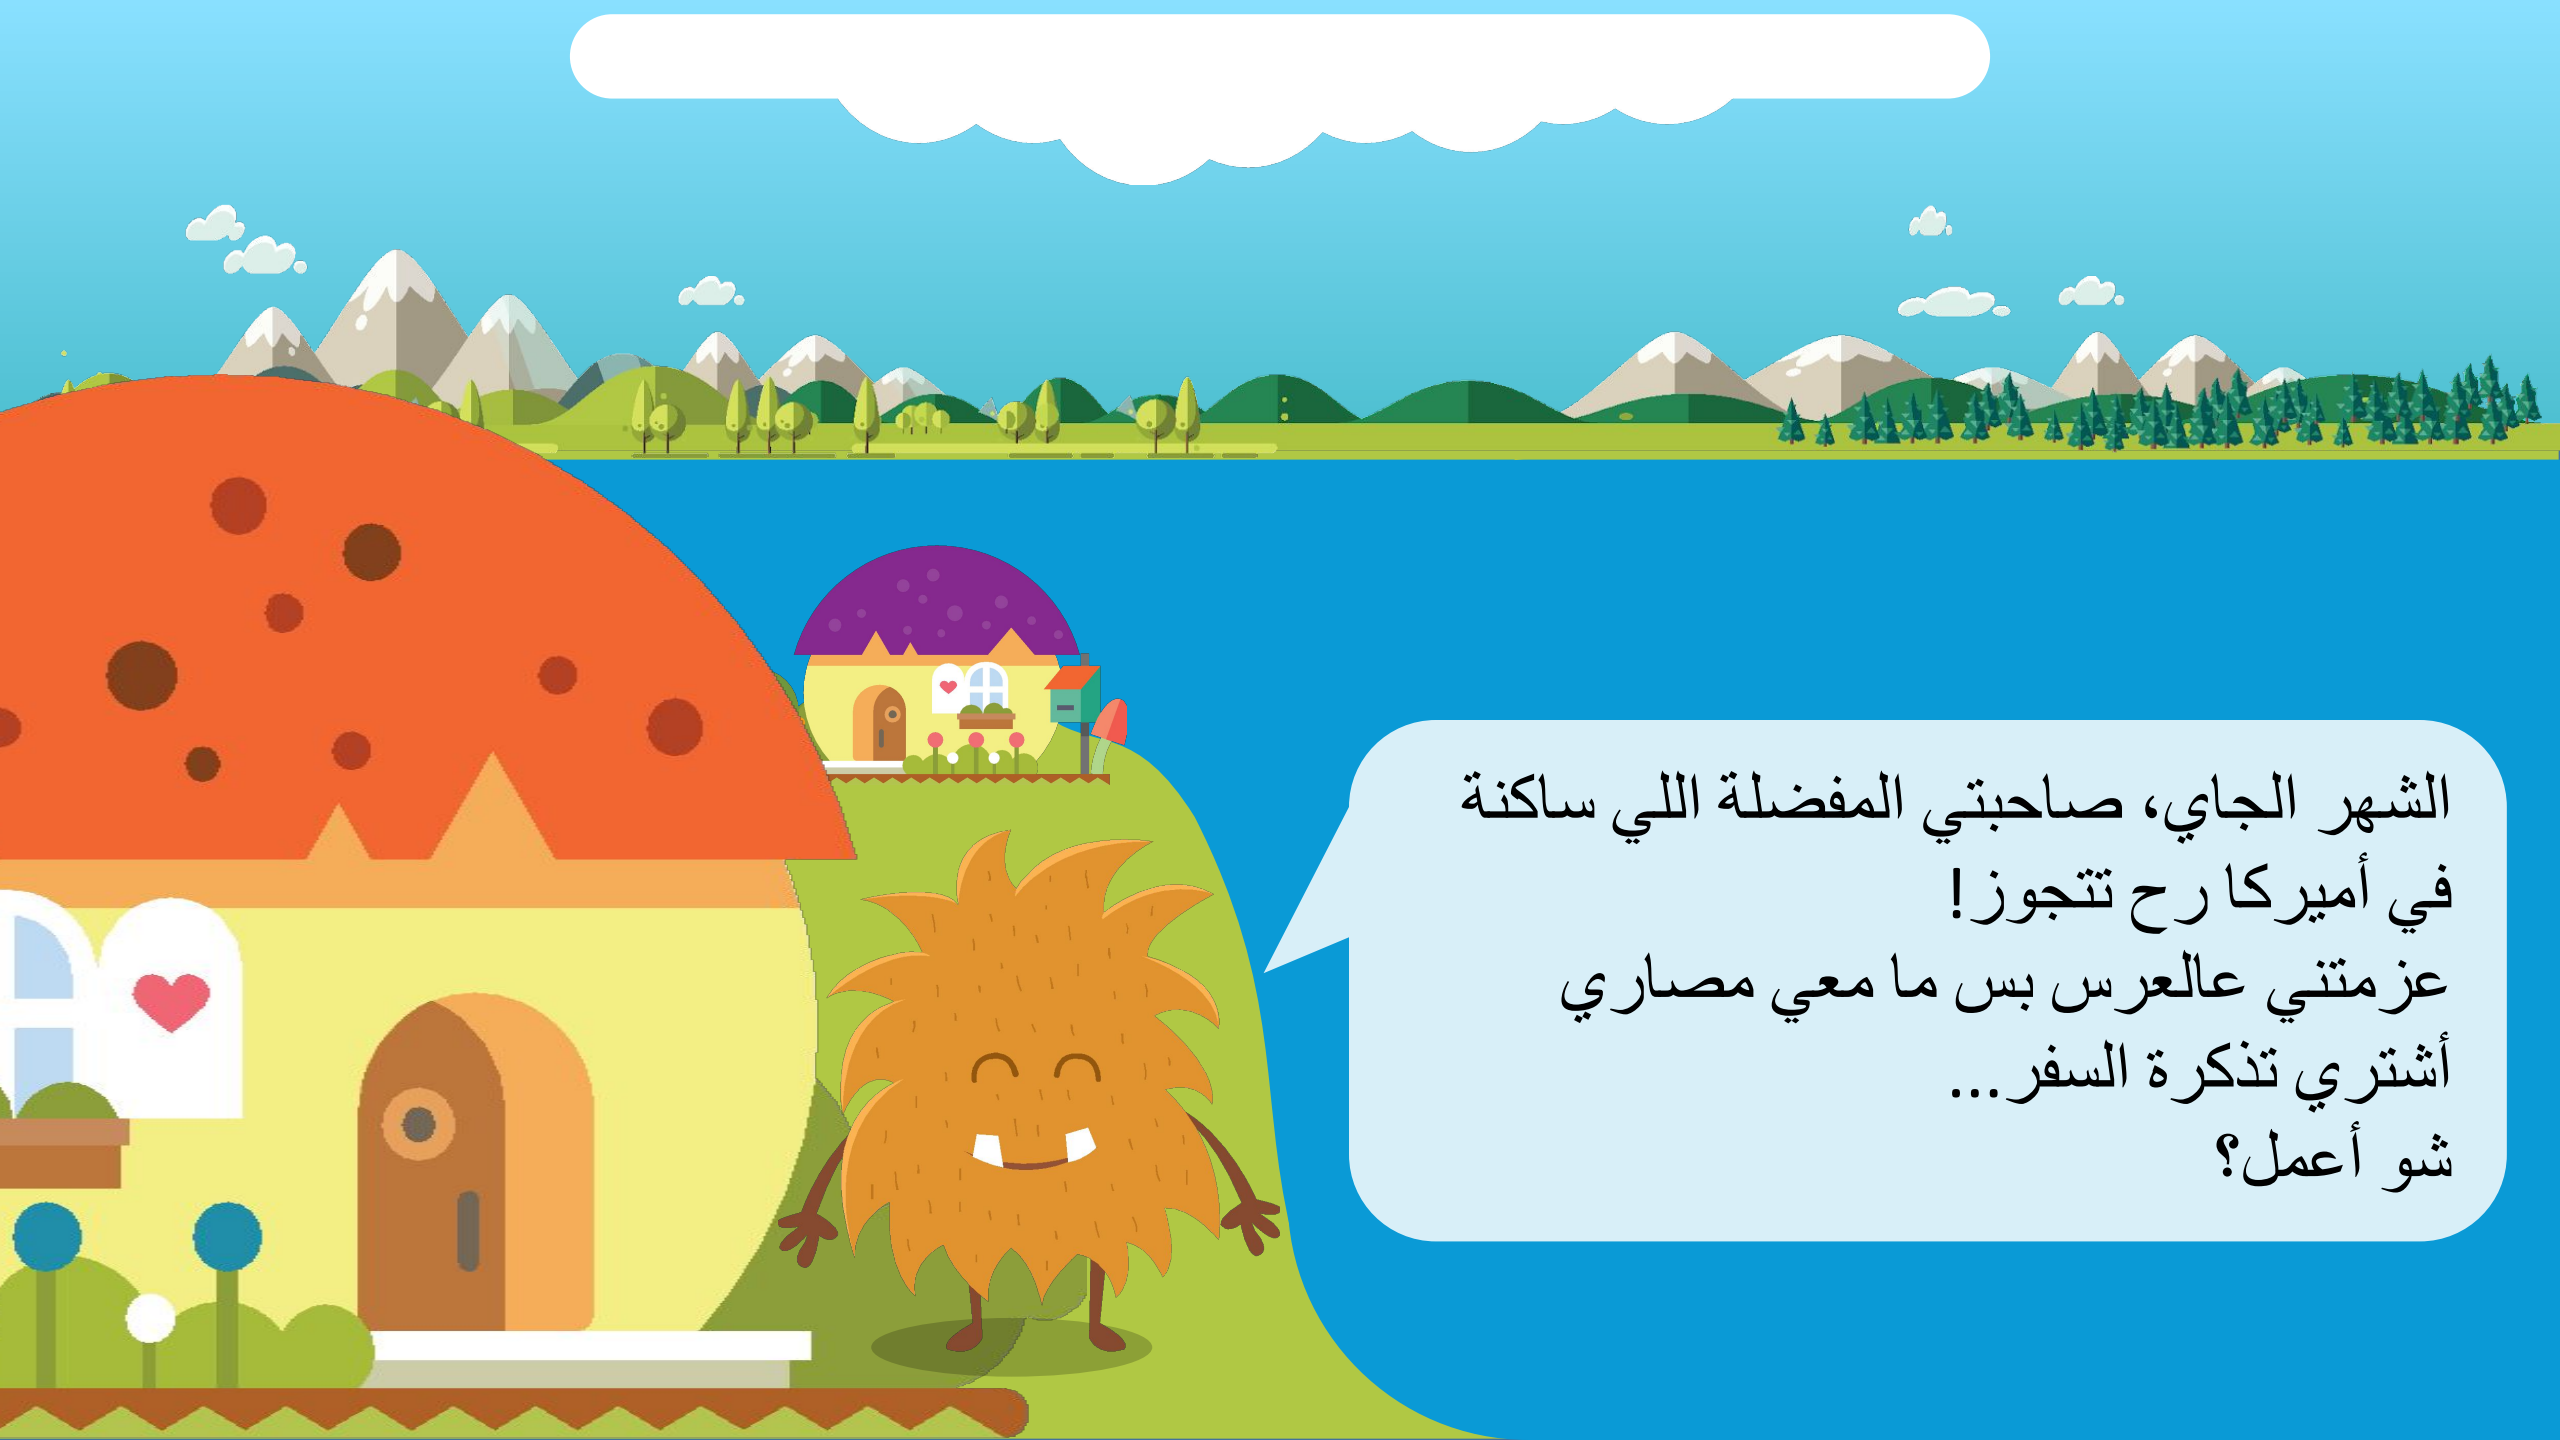 الشهر الجاي، صاحبتي المفضلة اللي ساكنة
في أميركا رح تتجوز!
عزمتني عالعرس بس ما معي مصاري
أشتري تذكرة السفر...
شو أعمل؟